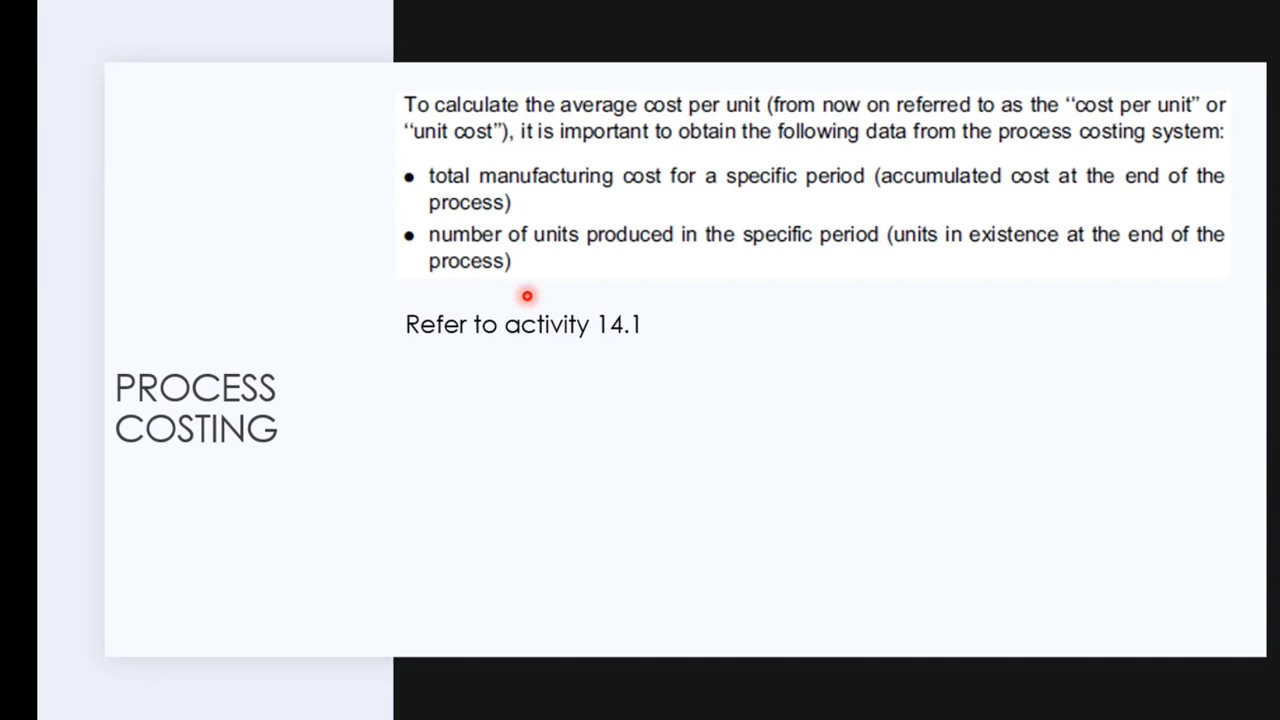 To calculate the average cost per unit (from now on referred to as the “cost per unit” or
“unit cost”), it is important to obtain the following data from the process costing system:
● total manufacturing cost for a specific period (accumulated cost at the end of the
process)
● number of units produced in the specific period (units in existence at the end of the
process)
Refer to activity 14.1
PROCESS
COSTING